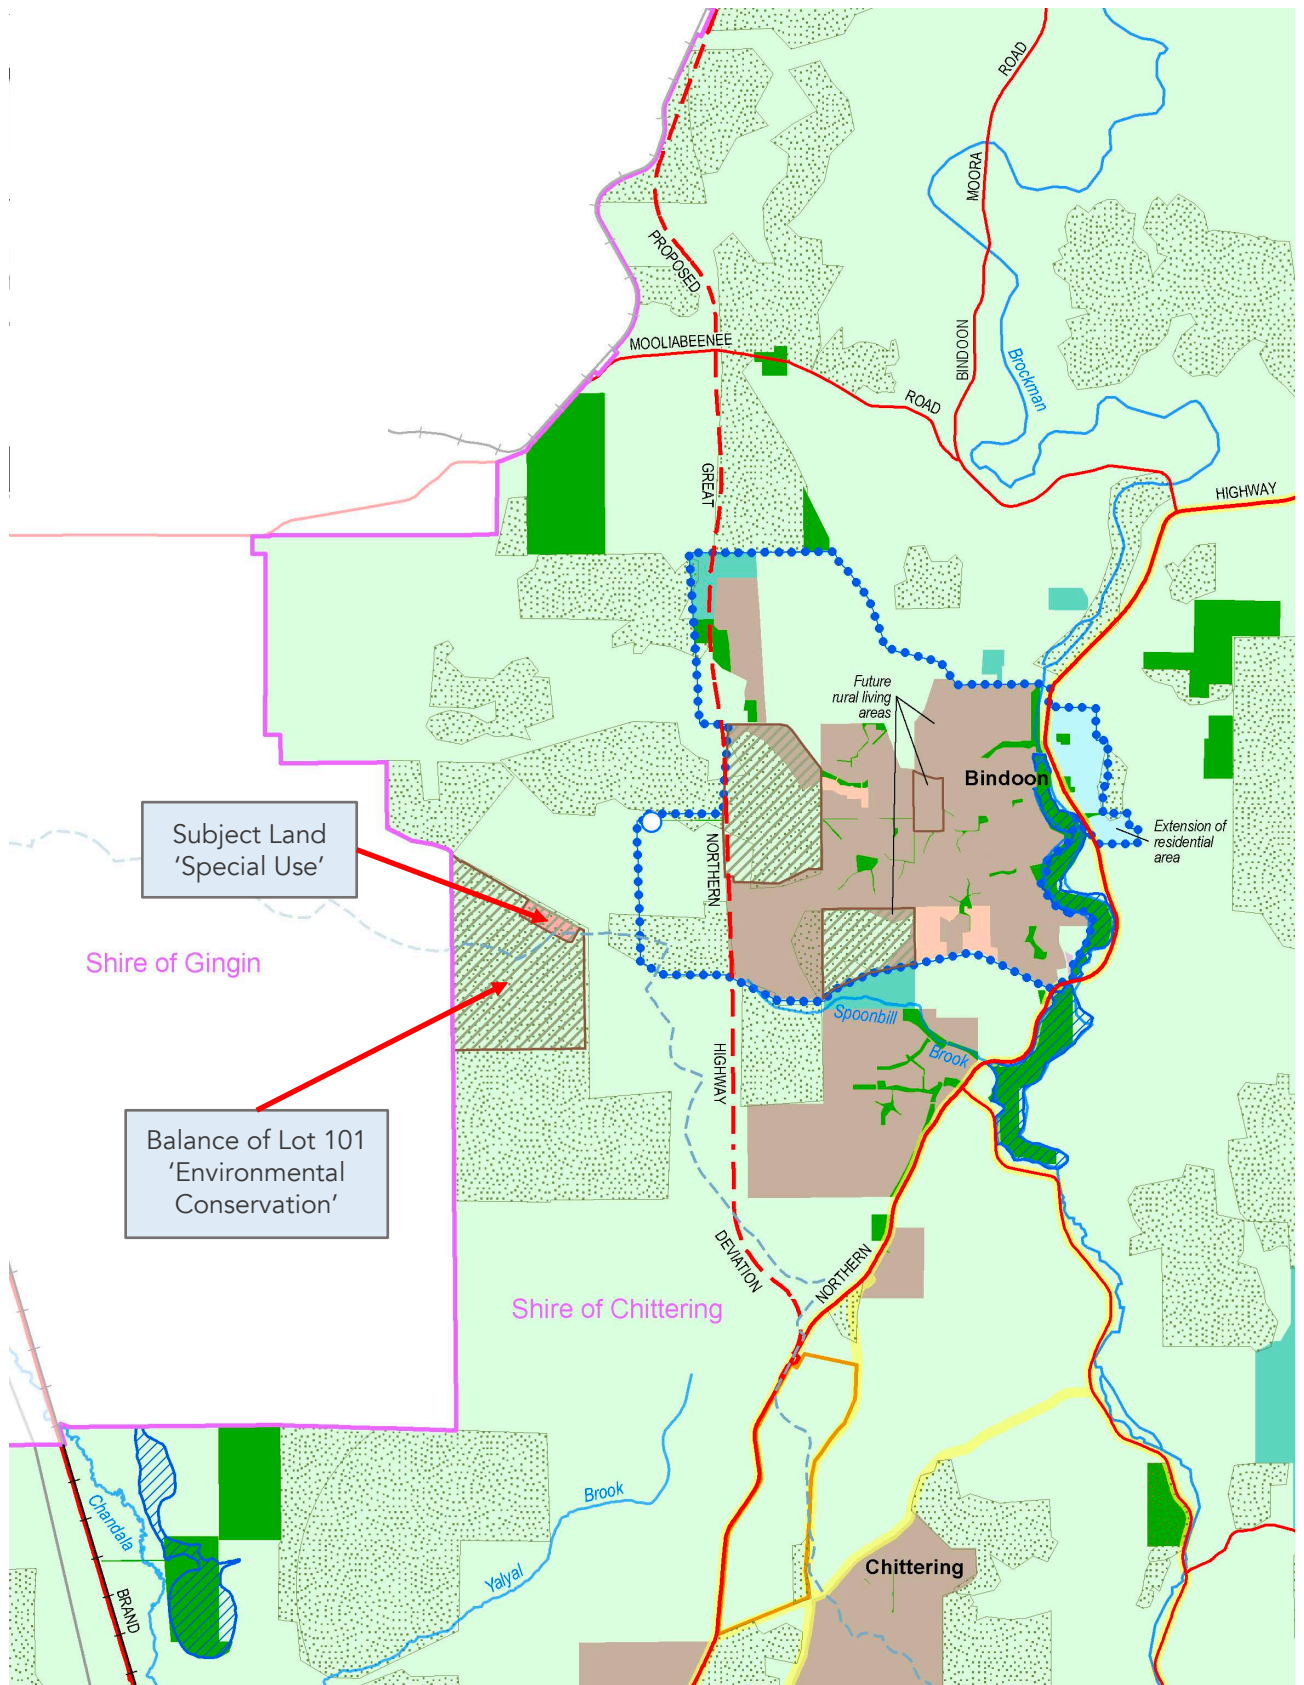 ROAD
MOORA
PROPOSED
MOOLIABEENEE
BINDOON
Brockman
ROAD
GREAT
HIGHWAY
Future
rural living
areas
Bindoon
Subject Land
‘Special Use’
NORTHERN
Extension of
residential
area
Shire of Gingin
Spoonbill
Brook
HIGHWAY
Balance of Lot 101
‘Environmental
Conservation’
DEVIATION
NORTHERN
Shire of Chittering
Brook
Chandala
Yalyal
Chittering
BRAND